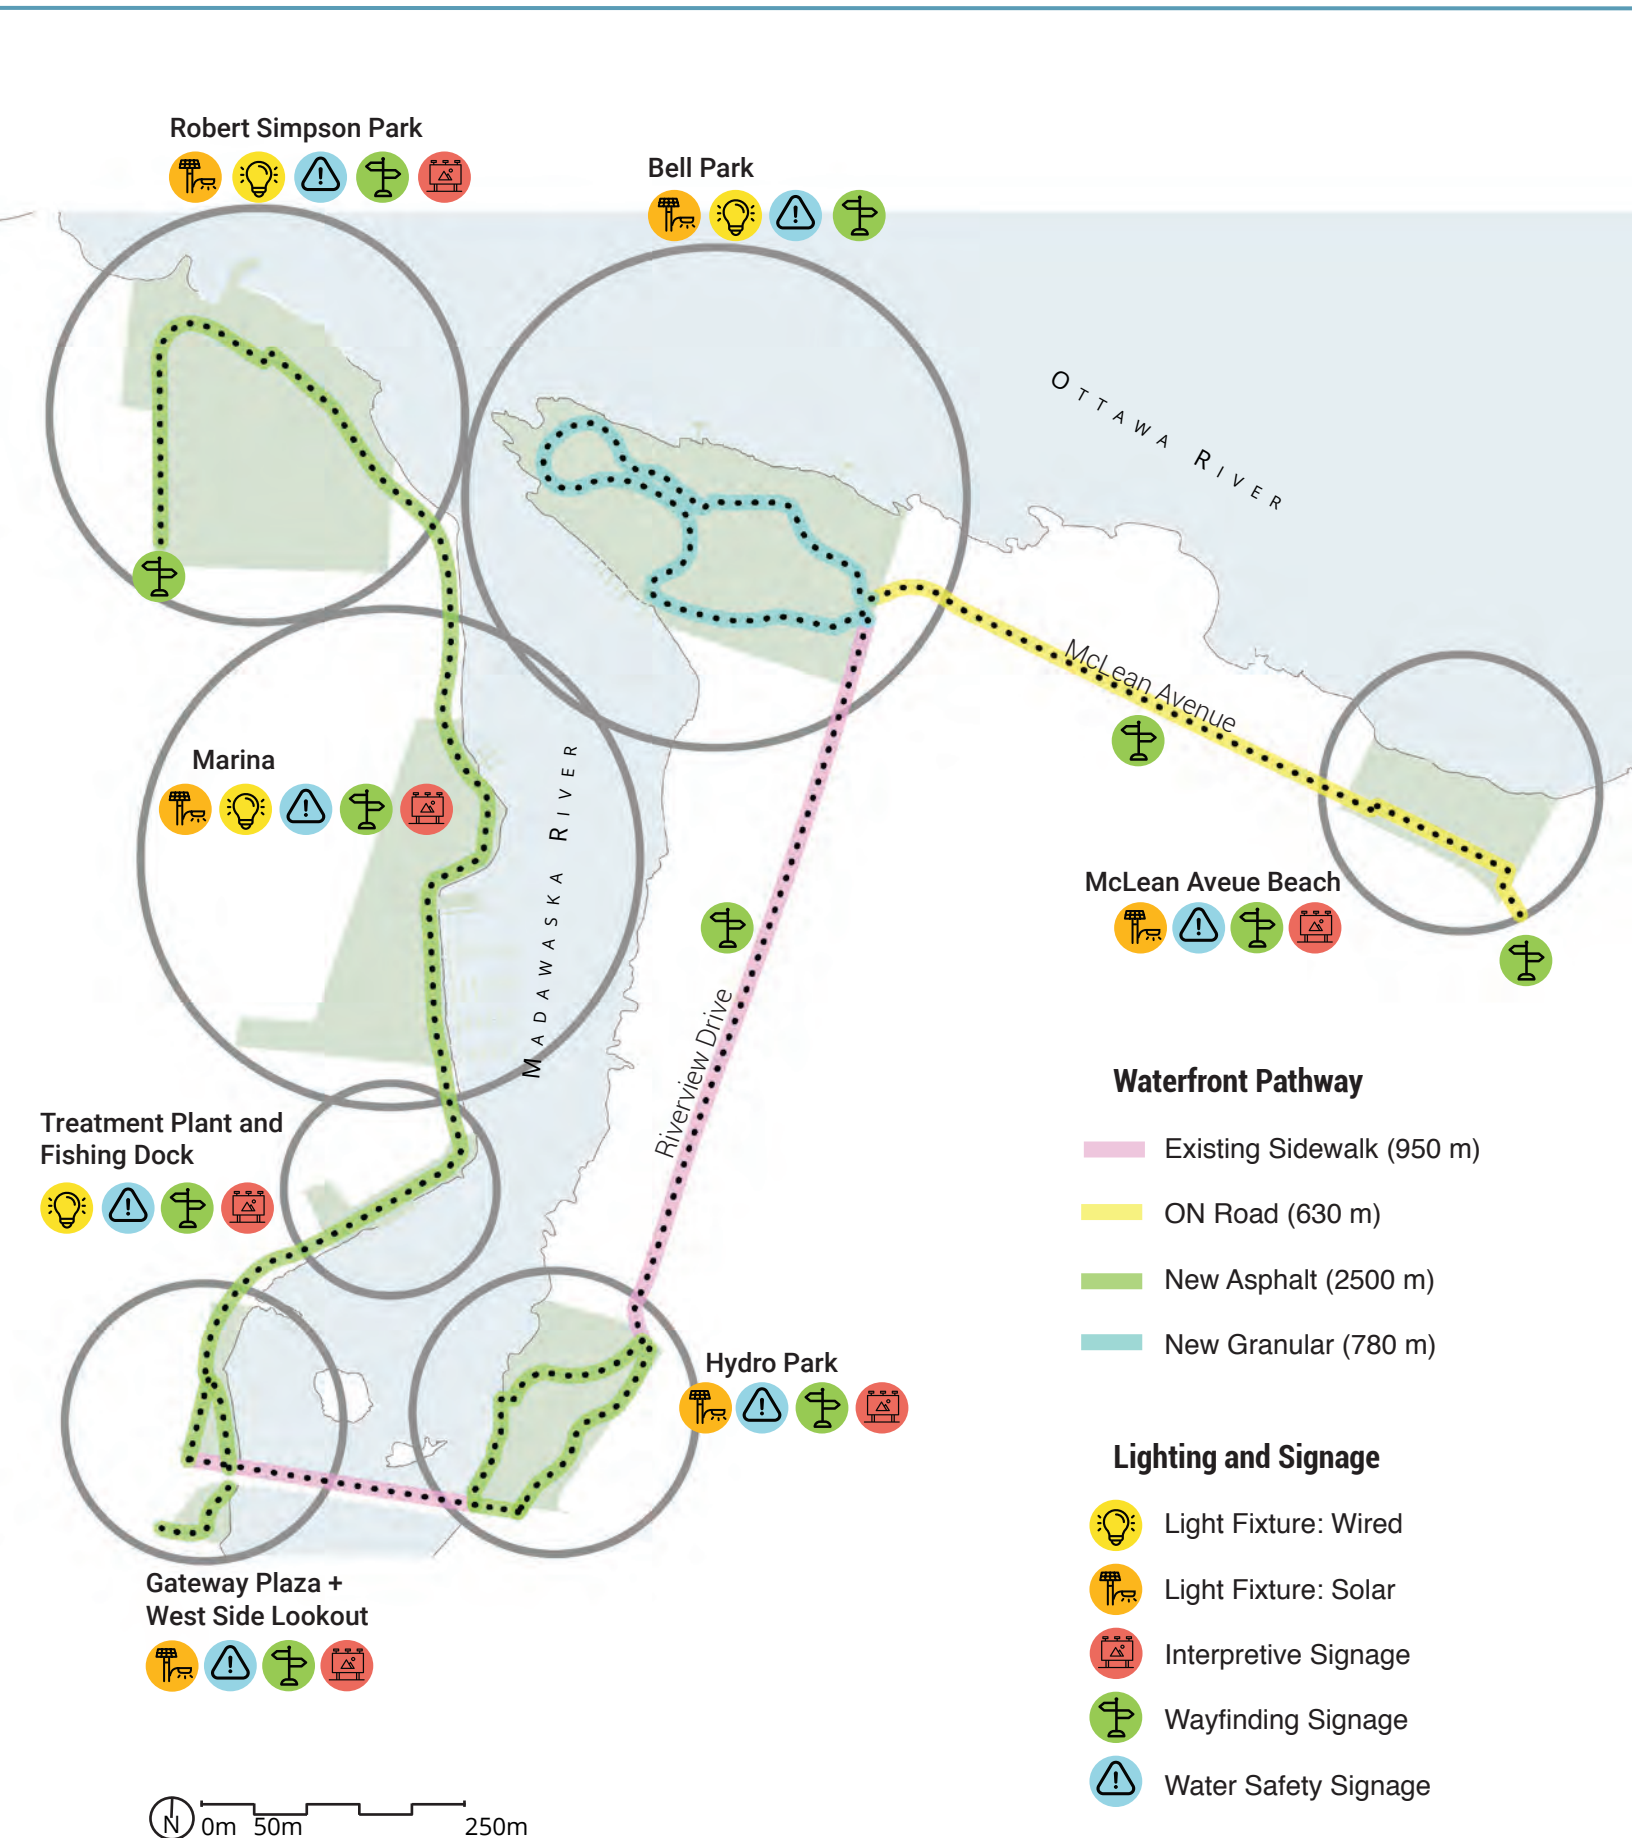 Robert Simpson Park
Bell Park
OTTAWA RIVER
McLean Avenue
Marina
MADAWASKA RIVER
McLean Aveue Beach
Riverview Drive
Treatment Plant and
Fishing Dock
Hydro Park
Gateway Plaza +
West Side Lookout
Waterfront Pathway
Existing Sidewalk (950 m)
ON Road (630 m)
New Asphalt (2500 m)
New Granular (780 m)
Lighting and Signage
Light Fixture: Wired
Light Fixture: Solar
Interpretive Signage
Wayfinding Signage
Water Safety Signage
N 0m 50m 250m